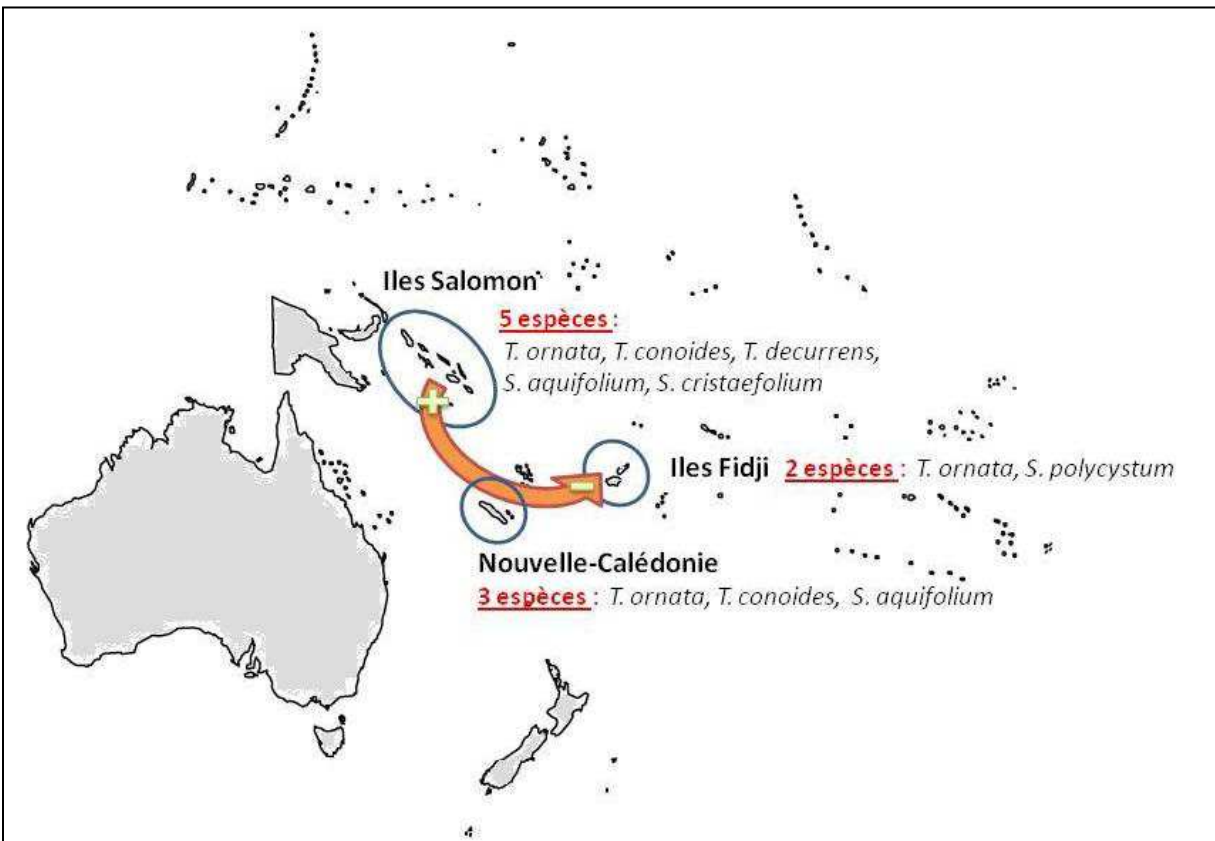 Iles Salomon
5 espèces :
T. ornata, T. conoides, T. decurrens,
S. aquifolium, S. cristaefolium
Iles Fidji 2 espèces : T. ornata, S. polycystum
Nouvelle-Calédonie
3 espèces : T. ornata, T. conoides, S. aquifolium